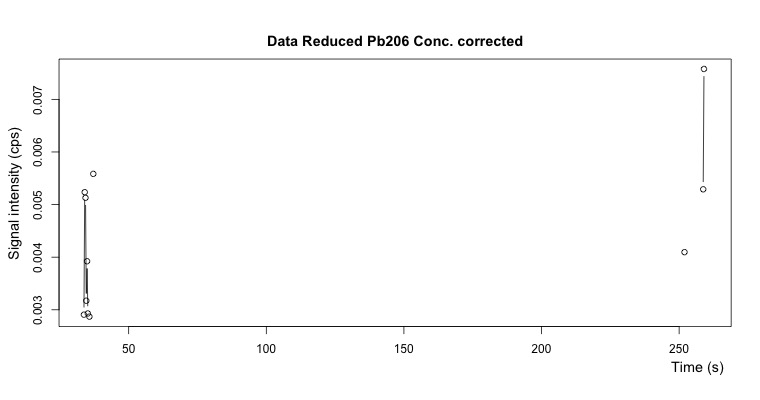 Data Reduced Pb206 Conc. corrected
Signal intensity (cps)
0.007
0.006
0.005
0.004
0.003
50 100 150 200 250
Time (s)